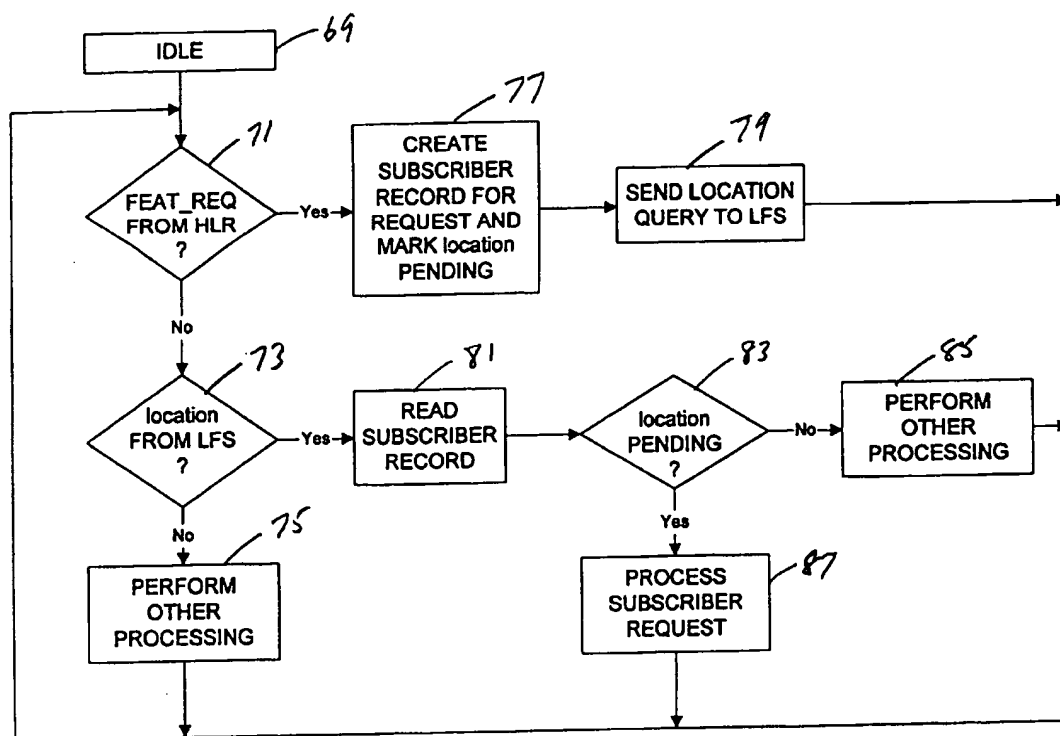 IDLE
69
71
FEAT_REQ
FROM HLR
?
Yes
77
CREATE
SUBSCRIBER
RECORD FOR
REQUEST AND
MARK location
PENDING
79
SEND LOCATION
QUERY TO LFS
No
73
location
FROM LFS
?
Yes
81
READ
SUBSCRIBER
RECORD
83
location
PENDING
?
No
85
PERFORM
OTHER
PROCESSING
No
75
PERFORM
OTHER
PROCESSING
Yes
87
PROCESS
SUBSCRIBER
REQUEST